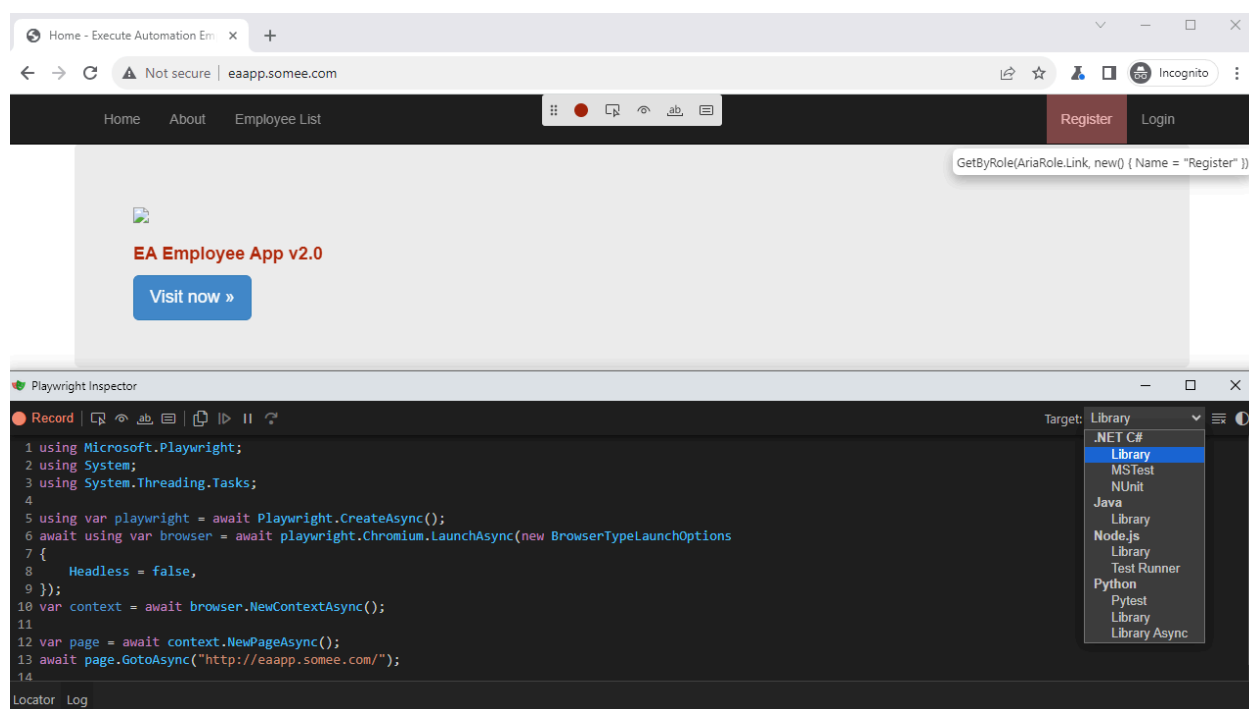 Home - Execute Automation Em
Not secure eaapp.somee.com Incognito
Home About Employee List ab Register Login
GetByRole(AriaRole.Link, new() { Name = "Register" })
EA Employee App v2.0
Visit now »
Playwright Inspector
Record ab Target: Library
.NET C#
Library
MSTest
NUnit
Java
Library
Node.js
Library
Test Runner
Python
Pytest
Library
Library Async
1 using Microsoft.Playwright;
2 using System;
3 using System.Threading.Tasks;
4
5 using var playwright = await Playwright.CreateAsync();
6 await using var browser = await playwright.Chromium.LaunchAsync(new BrowserTypeLaunchOptions
7 {
8 Headless = false,
9 });
10 var context = await browser.NewContextAsync();
11
12 var page = await context.NewPageAsync();
13 await page.GotoAsync("http://eaapp.somee.com/");
14
Locator Log